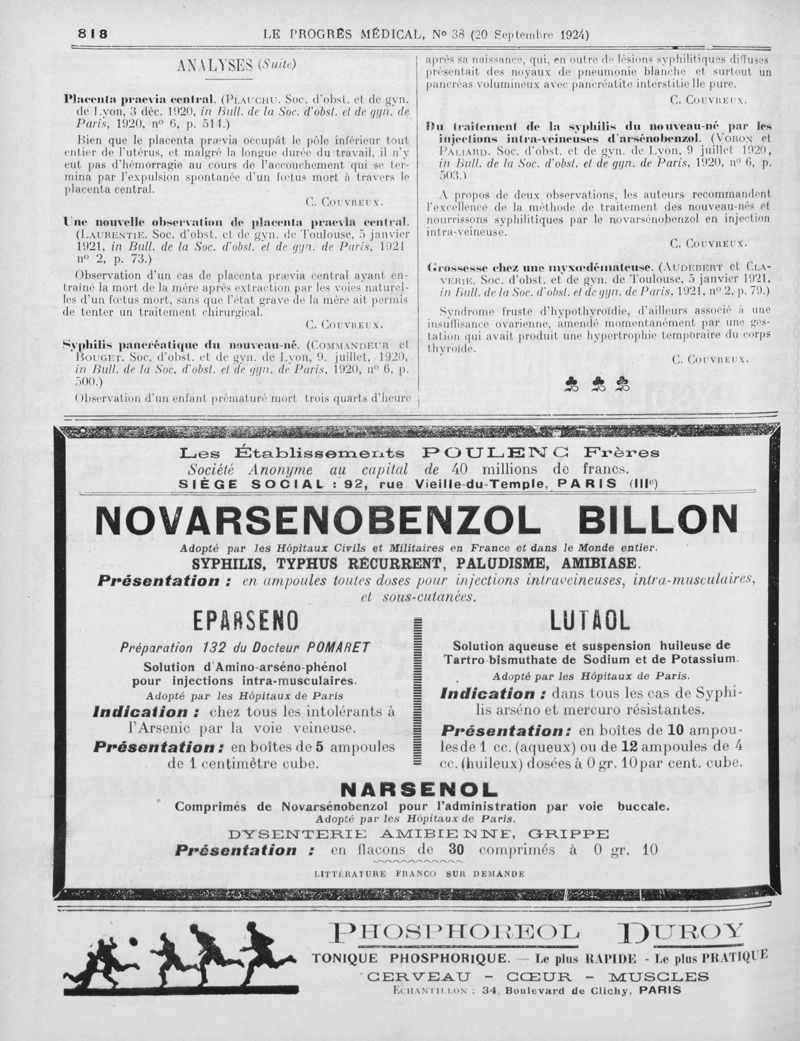 818
LE PROGRÈS MÉDICAL, No 38 (20 Septembre 1924)
ANALYSES (Suite)
Placenta praevia central. (PLAUCHU. Soc. d'obst. et de gyn.
de Lyon, 3 déc. 1920, in Bull. de la Soc. d'obst. et de gyn. de
Paris, 1920, n° 6, p. 514.)
Bien que le placenta prævia occupât le pôle inférieur tout
entier de l'utérus, et malgré la longue durée du travail, il n'y
eut pas d'hémorragie au cours de l'accouchement qui se ter-
mina par l'expulsion spontanée d'un fœtus mort à travers le
placenta central.
C. COUVREUX.
Une nouvelle observation de placenta praevia central.
(LAURENTIE. Soc. d'obst. et de gyn. de Toulouse, 5 janvier
1921, in Bull. de la Soc. d'obst. et de gyn. de Paris, 1921
n° 2, p. 73.)
Observation d'un cas de placenta prævia central ayant en-
traîné la mort de la mère après extraction par les voies naturel-
les d'un fœtus mort, sans que l'état grave de la mère ait permis
de tenter un traitement chirurgical.
C. COUVREUX.
Syphilis pancréatique du nouveau-né. (COMMANDEUR et
BOUGET. Soc. d'obst. et de gyn. de Lyon, 9. juillet, 1920,
in Bull. de la Soc. d'obst. et de gyn. de Paris, 1920, n° 6, p.
500.)
Observation d'un enfant prématuré mort trois quarts d'heure
après sa naissance, qui, en outre de lésions syphilitiques diffuses
présentait des noyaux de pneumonie blanche et surtout un
pancréas volumineux avec pancréatite interstitielle pure.
C. COUVREUX.
Du traitement de la syphilis du nouveau-né par les
injections intra-veineuses d'arsénobenzol. (VORON et
PALIARD. Soc. d'obst. et de gyn. de Lyon, 9 juillet 1920,
in Bull. de la Soc. d'obst. et de gyn. de Paris, 1920, n° 6, p.
503.)
A propos de deux observations, les auteurs recommandent
l'excellence de la méthode de traitement des nouveau-nés et
nourrissons syphilitiques par le novarsénobenzol en injection
intra-veineuse.
C. COUVREUX.
Grossesse chez une myxœdémateuse. (AUDEBERT et CLA-
VERIE. Soc. d'obst. et de gyn. de Toulouse, 5 janvier 1921,
in Bull. de la Soc. d'obst. et de gyn. de Paris, 1921, n° 2, p. 79.)
Syndrome fruste d'hypothyroïdie, d'ailleurs associé à une
insuffisance ovarienne, amendé momentanément par une ges-
tation qui avait produit une hypertrophie temporaire du corps
thyroïde.
C. COUVREUX.
Les Établissements POULENC Frères
Société Anonyme au capital de 40 millions de francs.
SIÈGE SOCIAL : 92, rue Vieille-du-Temple, PARIS (IIIe)
NOVARSENOBENZOL BILLON
Adopté par les Hôpitaux Civils et Militaires en France et dans le Monde entier.
SYPHILIS, TYPHUS RÉCURRENT, PALUDISME, AMIBIASE.
Présentation : en ampoules toutes doses pour injections intraveineuses, intra-musculaires,
et sous-cutanées.
EPARSENO
Préparation 132 du Docteur POMARET
Solution d'Amino-arséno-phénol
pour injections intra-musculaires.
Adopté par les Hôpitaux de Paris
Indication : chez tous les intolérants à
l'Arsenic par la voie veineuse.
Présentation : en boîtes de 5 ampoules
de 1 centimètre cube.
LUTAOL
Solution aqueuse et suspension huileuse de
Tartro-bismuthate de Sodium et de Potassium.
Adopté par les Hôpitaux de Paris.
Indication : dans tous les cas de Syphi-
lis arséno et mercuro résistantes.
Présentation : en boîtes de 10 ampou-
les de 1 cc. (aqueux) ou de 12 ampoules de 4
cc. (huileux) dosées à 0 gr. 10 par cent. cube.
NARSENOL
Comprimés de Novarsénobenzol pour l'administration par voie buccale.
Adopté par les Hôpitaux de Paris.
DYSENTERIE AMIBIENNE, GRIPPE
Présentation : en flacons de 30 comprimés à 0 gr. 10
LITTÉRATURE FRANCO SUR DEMANDE
PHOSPHOREOL DUROY
TONIQUE PHOSPHORIQUE. — Le plus RAPIDE - Le plus PRATIQUE
CERVEAU - CŒUR - MUSCLES
ECHANTILLON : 34, Boulevard de Clichy, PARIS